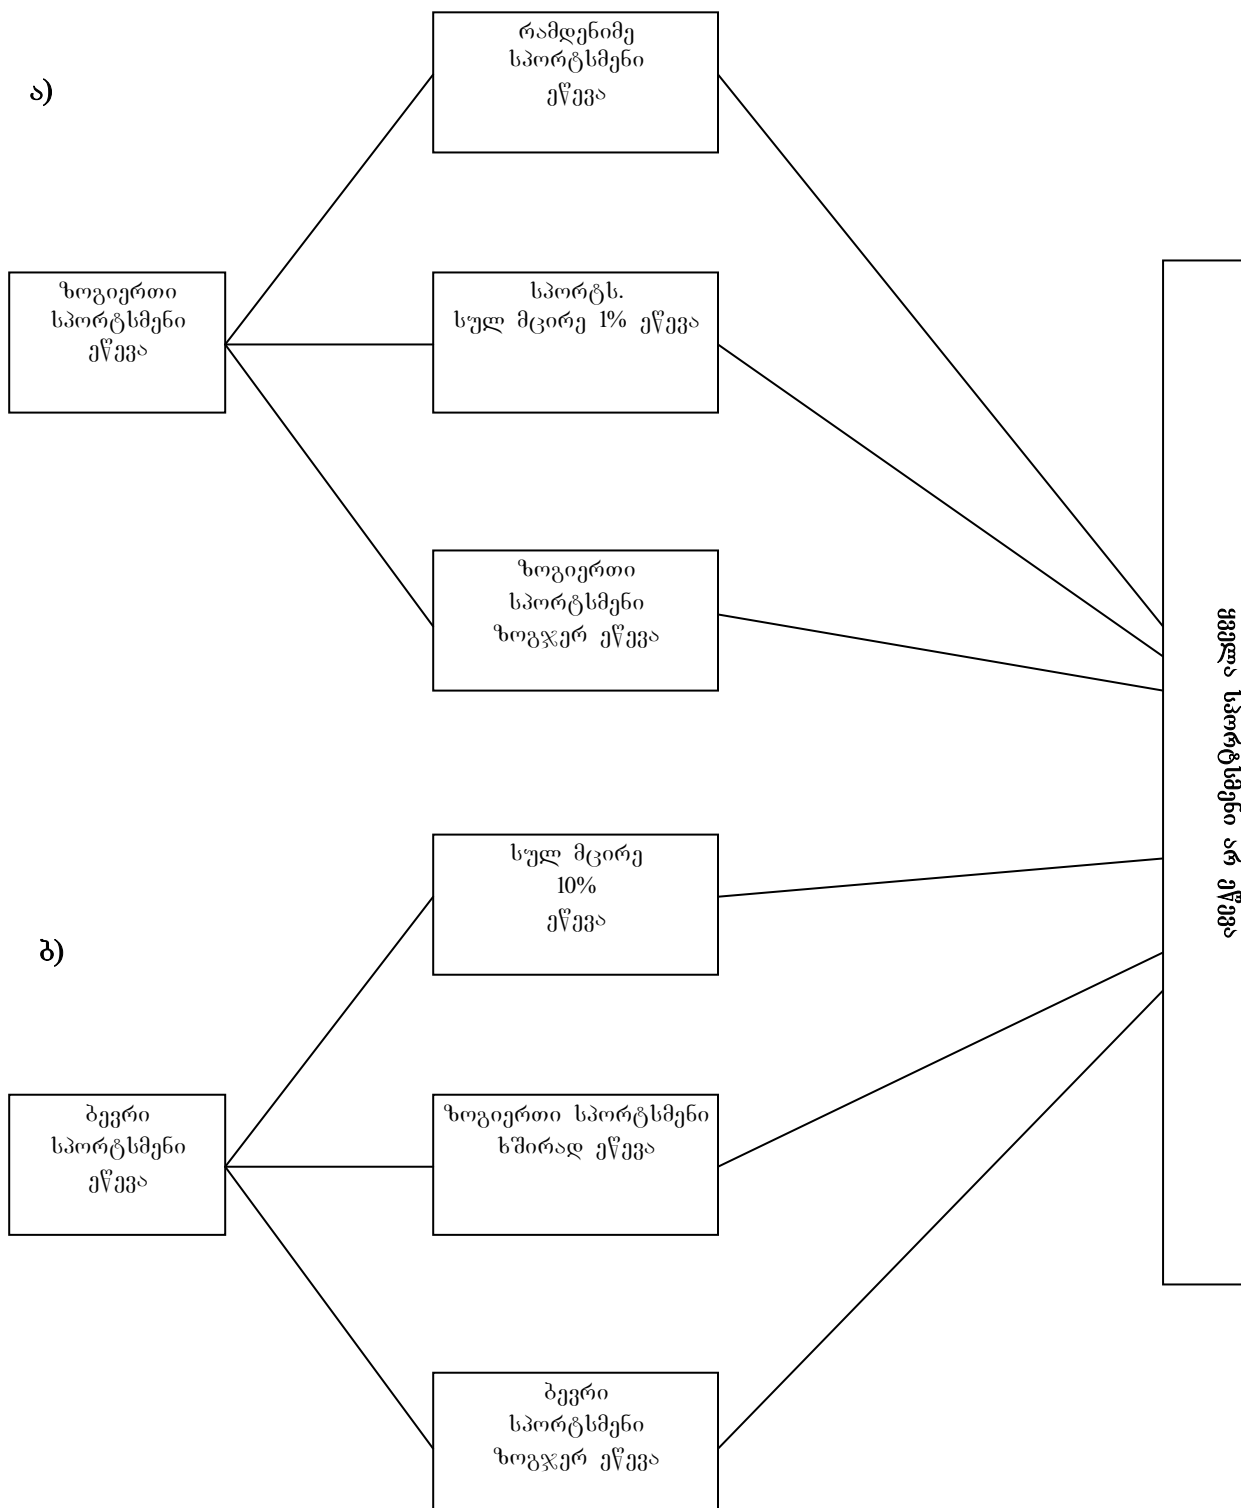 ა)
რამდენიმე
სპორტსმენი
ეწევა
ზოგიერთი
სპორტსმენი
ეწევა
სპორტს.
სულ მცირე 1% ეწევა
ზოგიერთი
სპორტსმენი
ზოგჯერ ეწევა
ყველა სპორტსმენი არ ეწევა
ბ)
სულ მცირე
10%
ეწევა
ბევრი
სპორტსმენი
ეწევა
ზოგიერთი სპორტსმენი
ხშირად ეწევა
ბევრი
სპორტსმენი
ზოგჯერ ეწევა